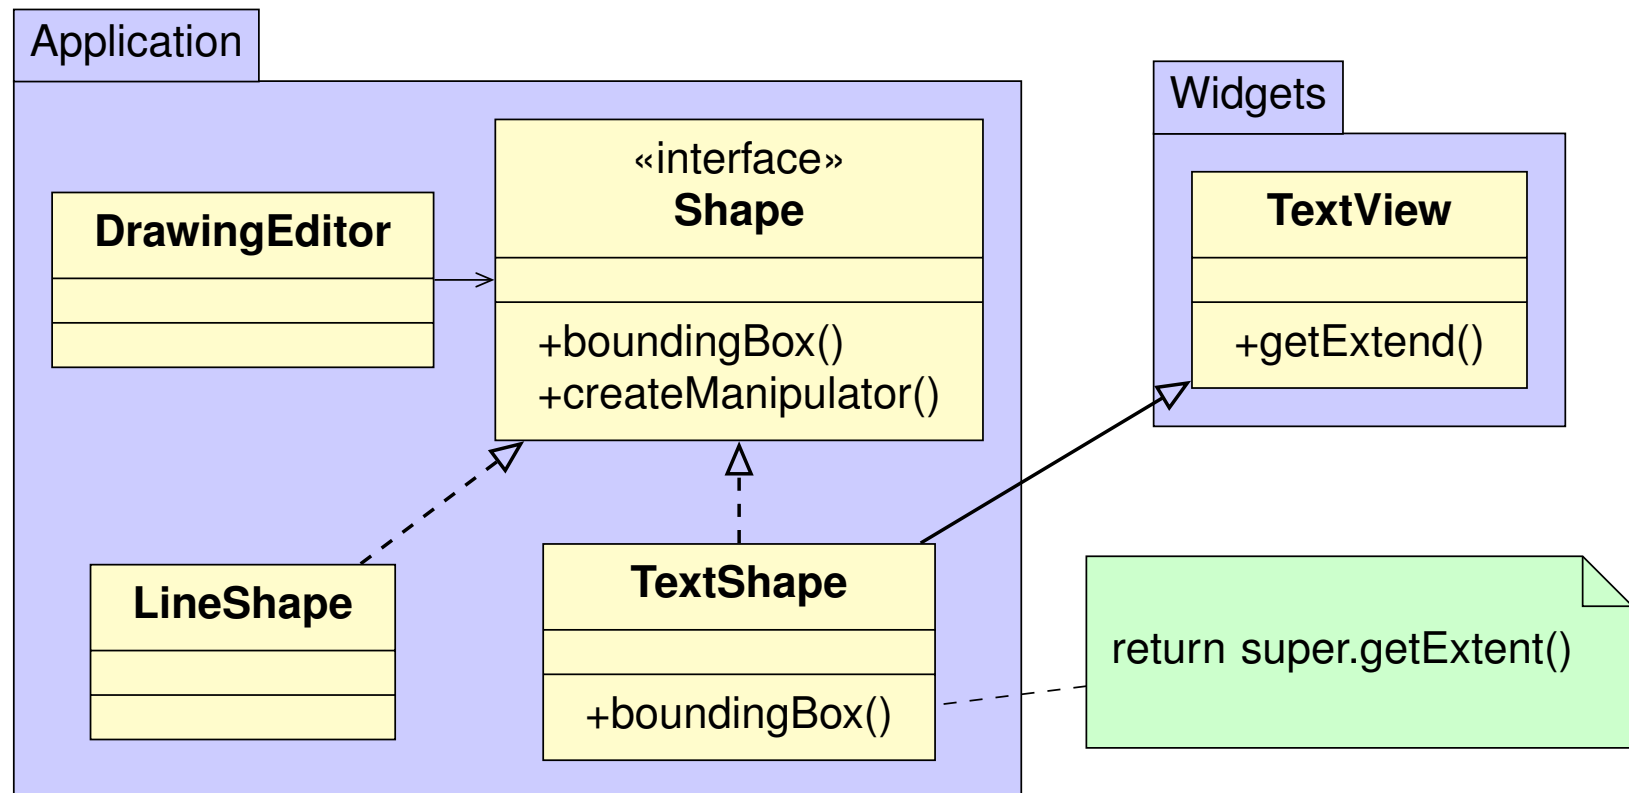 Application
Widgets
«interface»
Shape
DrawingEditor
TextView
+boundingBox()
+createManipulator()
+getExtend()
LineShape
TextShape
+boundingBox()
return super.getExtent()